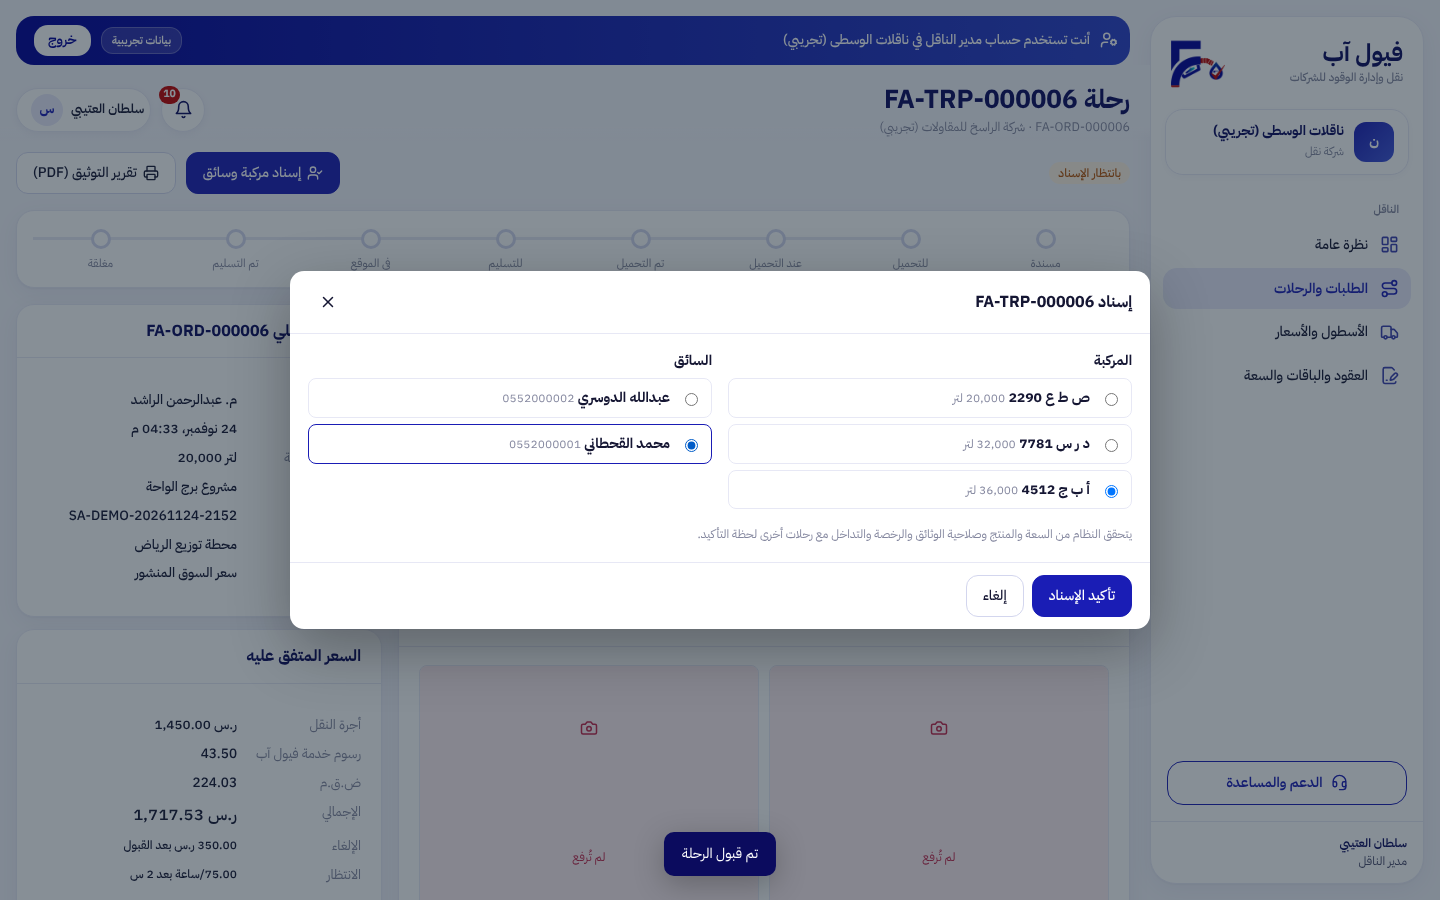 فيول آب
نقل وإدارة الوقود للشركات
ن
ناقلات الوسطى (تجريبي)
شركة نقل
الناقل
نظرة عامة
الطلبات والرحلات
الأسطول والأسعار
العقود والباقات والسعة
الدعم والمساعدة
سلطان العتيبي
مدير الناقل
أنت تستخدم حساب مدير الناقل في ناقلات الوسطى (تجريبي)
بيانات تجريبية
خروج
رحلة FA-TRP-000006
FA-ORD-000006 · شركة الراسخ للمقاولات (تجريبي)
10
سلطان العتيبي
س
بانتظار الإسناد
إسناد مركبة وسائق
تقرير التوثيق (PDF)
مسندة
للتحميل
عند التحميل
تم التحميل
للتسليم
في الموقع
تم التسليم
مغلقة
إسناد FA-TRP-000006
المركبة
ص ط ع 2290 20,000 لتر
د ر س 7781 32,000 لتر
أ ب ج 4512 36,000 لتر
السائق
عبدالله الدوسري 0552000002
محمد القحطاني 0552000001
يتحقق النظام من السعة والمنتج وصلاحية الوثائق والرخصة والتداخل مع رحلات أخرى لحظة التأكيد.
تأكيد الإسناد
إلغاء
FA-ORD-000006
م. عبدالرحمن الراشد
24 نوفمبر، 04:33 م
20,000 لتر
مشروع برج الواحة
SA-DEMO-20261124-2152
محطة توزيع الرياض
سعر السوق المنشور
السعر المتفق عليه
أجرة النقل
1,450.00 ر.س
رسوم خدمة فيول آب
43.50
ض.ق.م
224.03
الإجمالي
1,717.53 ر.س
الإلغاء
350.00 ر.س بعد القبول
الانتظار
75.00/ساعة بعد 2 س
لم تُرفع
لم تُرفع
تم قبول الرحلة